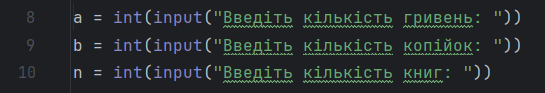 8 a = int(input("Введіть кількість гривень: "))
9 b = int(input("Введіть кількість копійок: "))
10 n = int(input("Введіть кількість книг: "))